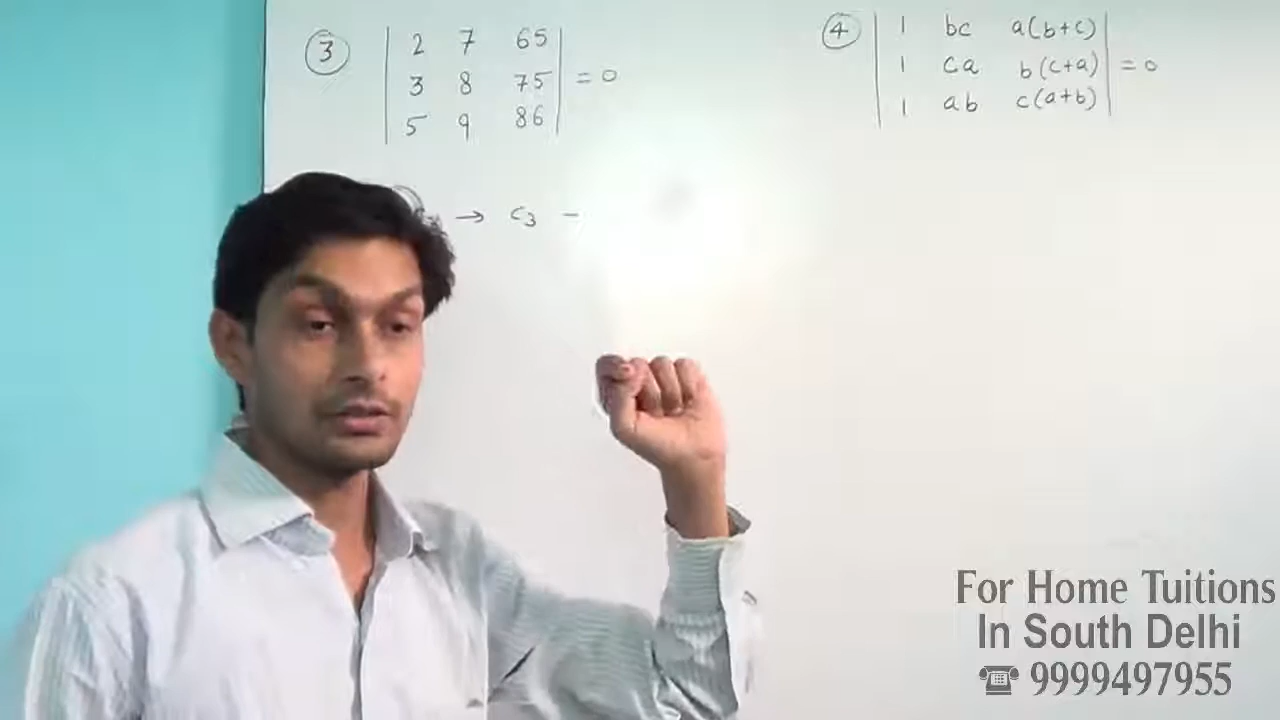 ③ | 2 7 65 |
| 3 8 75 | = 0
| 5 9 86 |
→ C₃ −
④ | 1 bc a(b+c) |
| 1 ca b(c+a) | = 0
| 1 ab c(a+b) |
For Home Tuitions
In South Delhi
☎ 9999497955